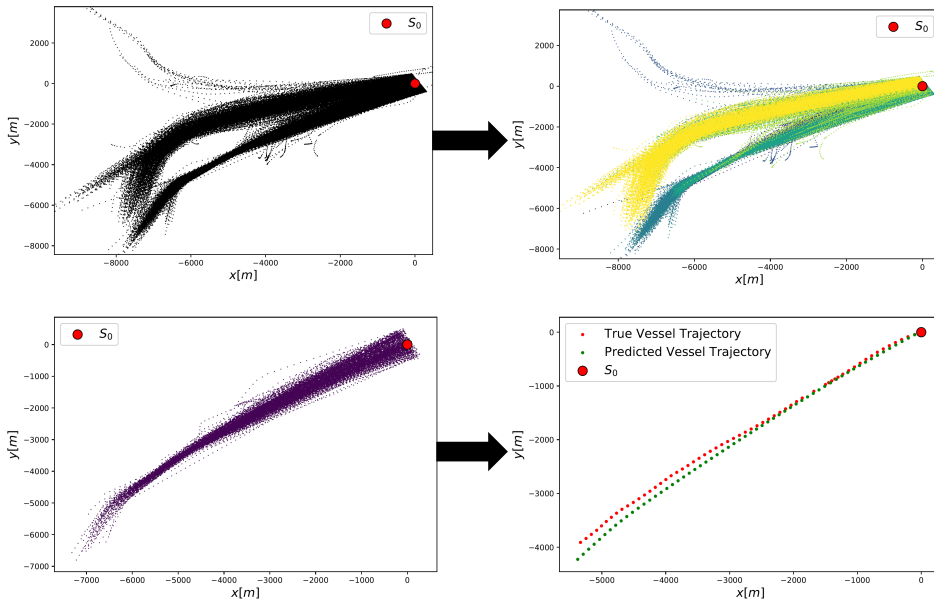 S₀
y[m]
2000
0
−2000
−4000
−6000
−8000
−8000 −6000 −4000 −2000 0
x[m]
S₀
y[m]
2000
0
−2000
−4000
−6000
−8000
−8000 −6000 −4000 −2000 0
x[m]
S₀
y[m]
0
−1000
−2000
−3000
−4000
−5000
−6000
−7000
−7000 −6000 −5000 −4000 −3000 −2000 −1000 0
x[m]
True Vessel Trajectory
Predicted Vessel Trajectory
S₀
y[m]
0
−1000
−2000
−3000
−4000
−5000 −4000 −3000 −2000 −1000 0
x[m]